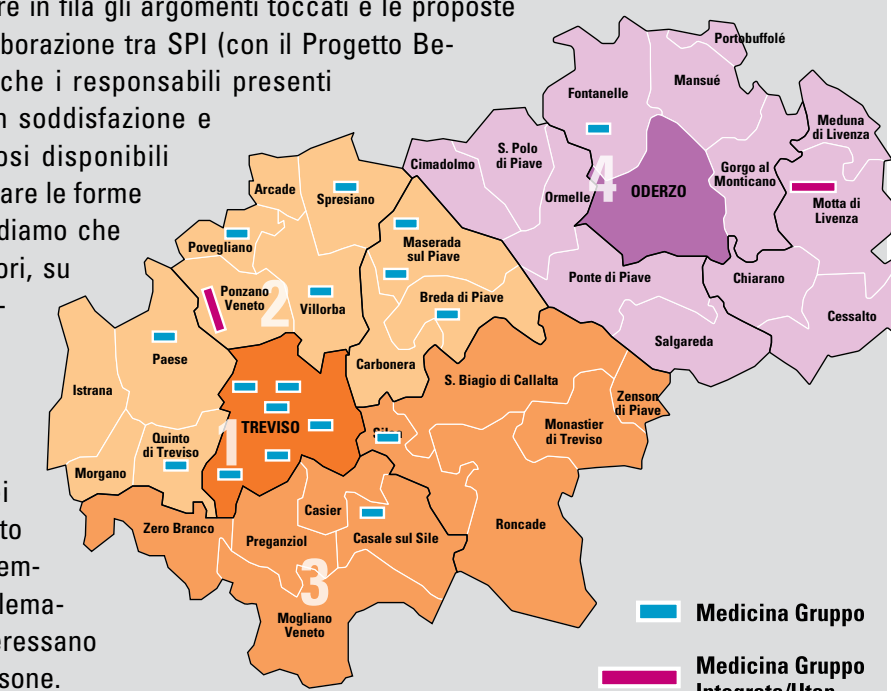 re in fila gli argomenti toccati e le proposte
borazione tra SPI (con il Progetto Be-
che i responsabili presenti
n soddisfazione e
osi disponibili
are le forme
diamo che
ori, su
-
i
to
em-
lema-
eressano
sone.
Portobuffolé
Fontanelle
Mansué
Meduna
di Livenza
Cimadolmo
S. Polo
di Piave
Ormelle
4
ODERZO
Gorgo al
Monticano
Motta di
Livenza
Arcade
Spresiano
Povegliano
Maserada
sul Piave
Ponte di Piave
Chiarano
Ponzano
Veneto
2
Villorba
Breda di Piave
Cessalto
Salgareda
Paese
Carbonera
Istrana
S. Biagio di Callalta
Zenson
di Piave
Quinto
di Treviso
1
TREVISO
Silea
Monastier
di Treviso
Morgano
Zero Branco
Casier
Preganziol
Casale sul Sile
Roncade
3
Mogliano
Veneto
Medicina Gruppo
Medicina Gruppo
Integrata/Utap